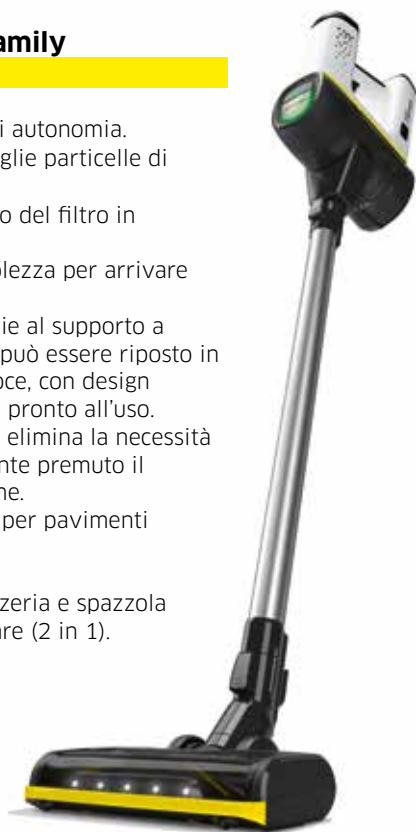 amily
i autonomia.
glie particelle di
o del filtro in
olezza per arrivare
ie al supporto a
può essere riposto in
oce, con design
pronto all'uso.
elimina la necessità
nte premuto il
ne.
per pavimenti
zeria e spazzola
are (2 in 1).